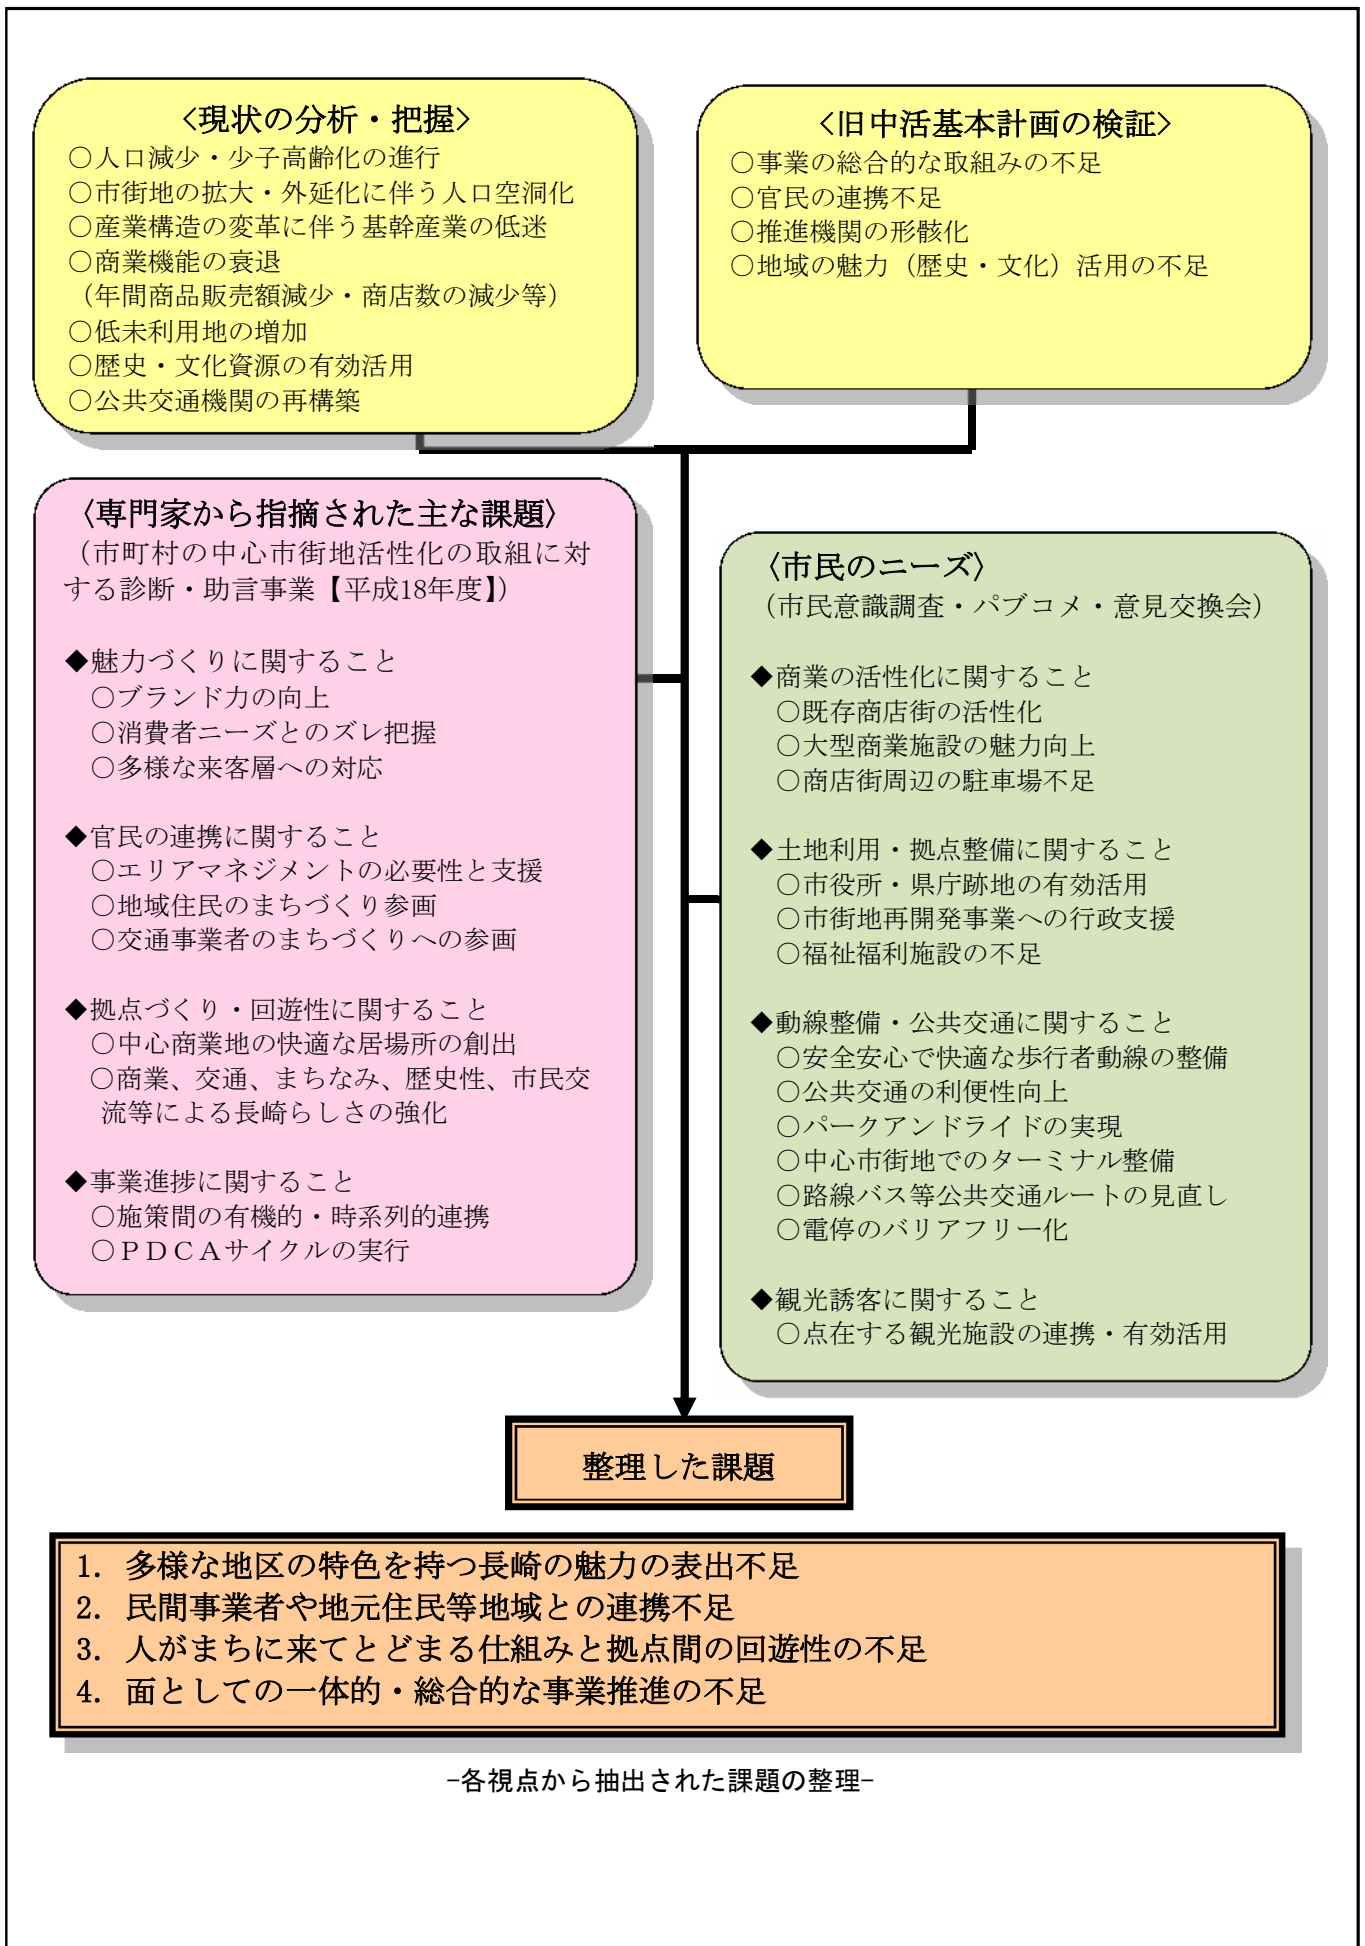 <現状の分析・把握>
○人口減少・少子高齢化の進行
○市街地の拡大・外延化に伴う人口空洞化
○産業構造の変革に伴う基幹産業の低迷
○商業機能の衰退
（年間商品販売額減少・商店数の減少等）
○低未利用地の増加
○歴史・文化資源の有効活用
○公共交通機関の再構築
<旧中活基本計画の検証>
○事業の総合的な取組みの不足
○官民の連携不足
○推進機関の形骸化
○地域の魅力（歴史・文化）活用の不足
〈専門家から指摘された主な課題〉
（市町村の中心市街地活性化の取組に対
する診断・助言事業【平成18年度】）
◆魅力づくりに関すること
○ブランド力の向上
○消費者ニーズとのズレ把握
○多様な来客層への対応
◆官民の連携に関すること
○エリアマネジメントの必要性と支援
○地域住民のまちづくり参画
○交通事業者のまちづくりへの参画
◆拠点づくり・回遊性に関すること
○中心商業地の快適な居場所の創出
○商業、交通、まちなみ、歴史性、市民交
流等による長崎らしさの強化
◆事業進捗に関すること
○施策間の有機的・時系列的連携
○ＰＤＣＡサイクルの実行
〈市民のニーズ〉
（市民意識調査・パブコメ・意見交換会）
◆商業の活性化に関すること
○既存商店街の活性化
○大型商業施設の魅力向上
○商店街周辺の駐車場不足
◆土地利用・拠点整備に関すること
○市役所・県庁跡地の有効活用
○市街地再開発事業への行政支援
○福祉福利施設の不足
◆動線整備・公共交通に関すること
○安全安心で快適な歩行者動線の整備
○公共交通の利便性向上
○パークアンドライドの実現
○中心市街地でのターミナル整備
○路線バス等公共交通ルートの見直し
○電停のバリアフリー化
◆観光誘客に関すること
○点在する観光施設の連携・有効活用
整理した課題
1. 多様な地区の特色を持つ長崎の魅力の表出不足
2. 民間事業者や地元住民等地域との連携不足
3. 人がまちに来てとどまる仕組みと拠点間の回遊性の不足
4. 面としての一体的・総合的な事業推進の不足
-各視点から抽出された課題の整理-